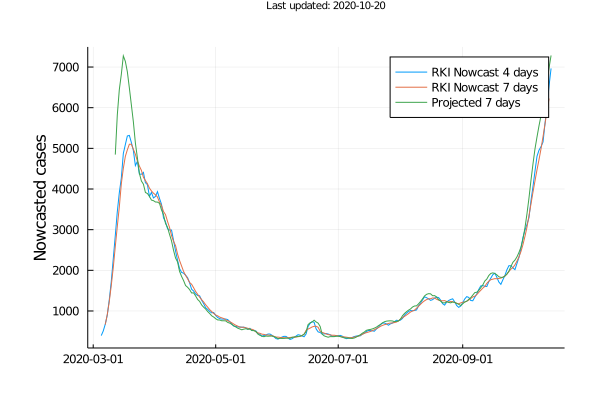 Last updated: 2020-10-20
7000
6000
5000
4000
3000
2000
1000
Nowcasted cases
RKI Nowcast 4 days
RKI Nowcast 7 days
Projected 7 days
2020-03-01 2020-05-01 2020-07-01 2020-09-01